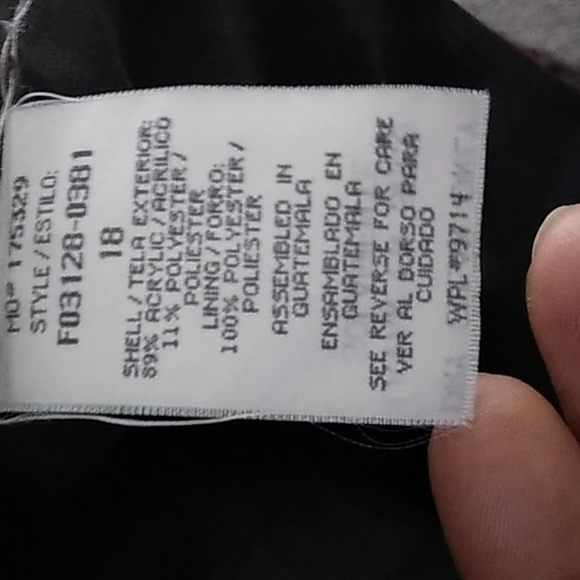 MO# 175329
STYLE/ESTILO:
F03128-0381
18
SHELL/TELA EXTERIOR:
89% ACRYLIC/ACRILICO
11% POLYESTER/
POLIESTER
LINING/FORRO:
100% POLYESTER/
POLIESTER
ASSEMBLED IN
GUATEMALA
ENSAMBLADO EN
GUATEMALA
SEE REVERSE FOR CARE
VER AL DORSO PARA
CUIDADO
WPL#9714